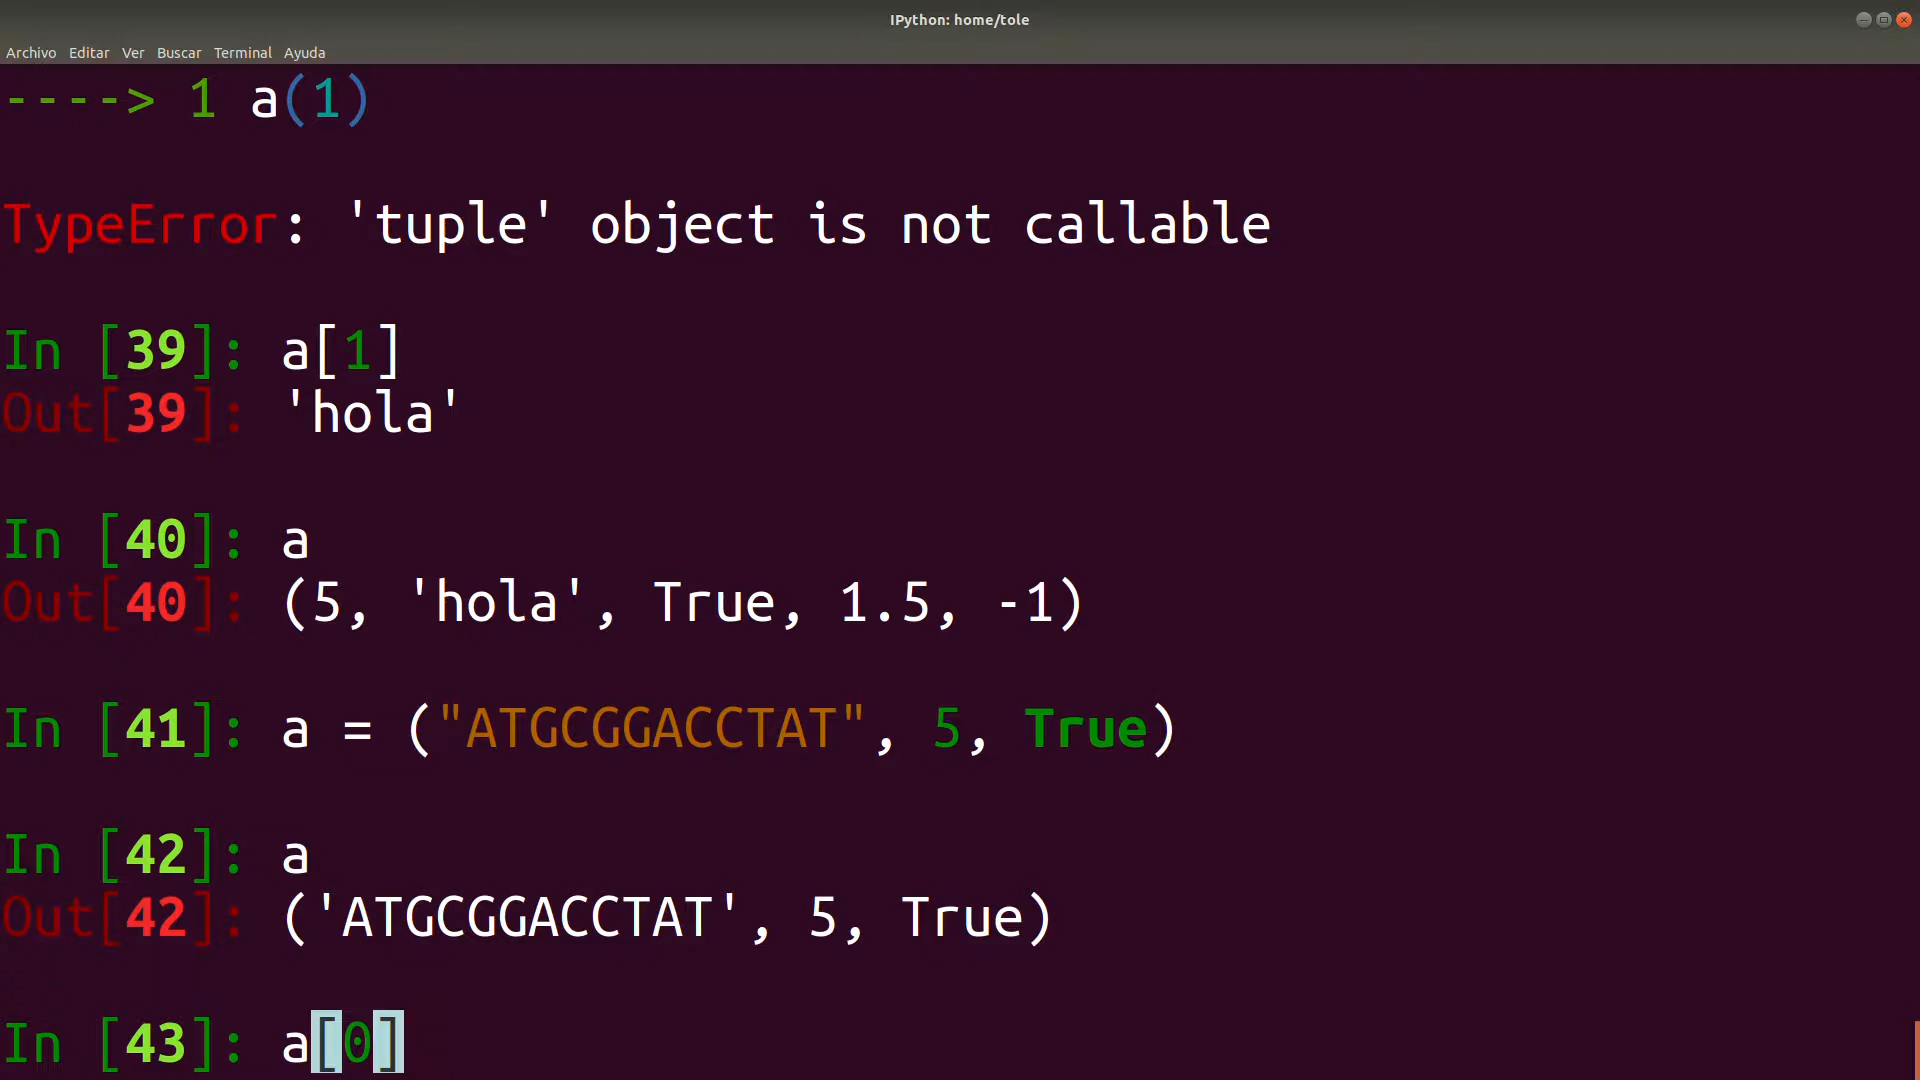 IPython: home/tole
Archivo Editar Ver Buscar Terminal Ayuda
----> 1 a(1)
TypeError: 'tuple' object is not callable
In [39]: a[1]
Out[39]: 'hola'
In [40]: a
Out[40]: (5, 'hola', True, 1.5, -1)
In [41]: a = ("ATGCGGACCTAT", 5, True)
In [42]: a
Out[42]: ('ATGCGGACCTAT', 5, True)
In [43]: a[0]